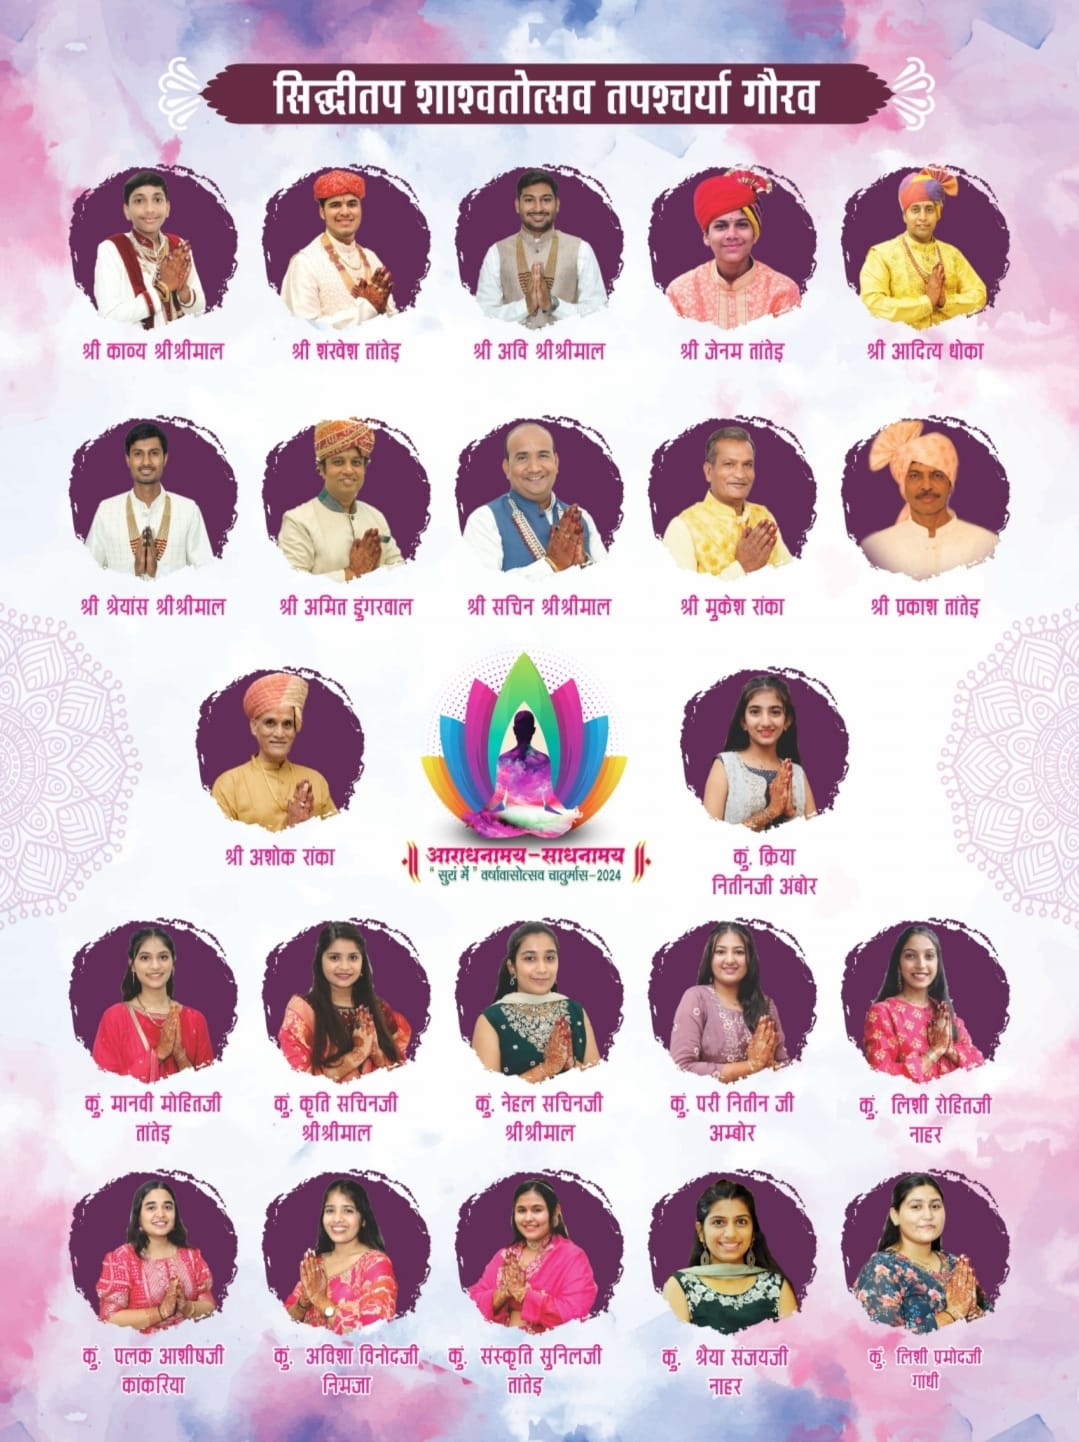 सिद्धीतप शाश्वतोत्सव तपश्चर्या गौरव
श्री काव्य श्रीश्रीमाल
श्री शंखेश तांतेड़
श्री अवि श्रीश्रीमाल
श्री जेनम तांतेड़
श्री आदित्य धोका
श्री श्रेयांस श्रीश्रीमाल
श्री अमित डुंगरवाल
श्री सचिन श्रीश्रीमाल
श्री मुकेश रांका
श्री प्रकाश तांतेड़
श्री अशोक रांका
॥ आराधनामय-साधनामय ॥
"सुयं में" वर्षावासोत्सव चातुर्मास-2024
कुं. क्रिया
नितीनजी अंबोर
कुं. मानवी मोहितजी
तांतेड़
कुं. कृति सचिनजी
श्रीश्रीमाल
कुं. नेहल सचिनजी
श्रीश्रीमाल
कुं. परी नितीन जी
अम्बोर
कुं. लिशी रोहितजी
नाहर
कुं. पलक आशीषजी
कांकरिया
कुं. अविशा विनोदजी
निमजा
कुं. संस्कृति सुनिलजी
तांतेड़
कुं. श्रैया संजयजी
नाहर
कुं. लिशी प्रमोदजी
गांधी